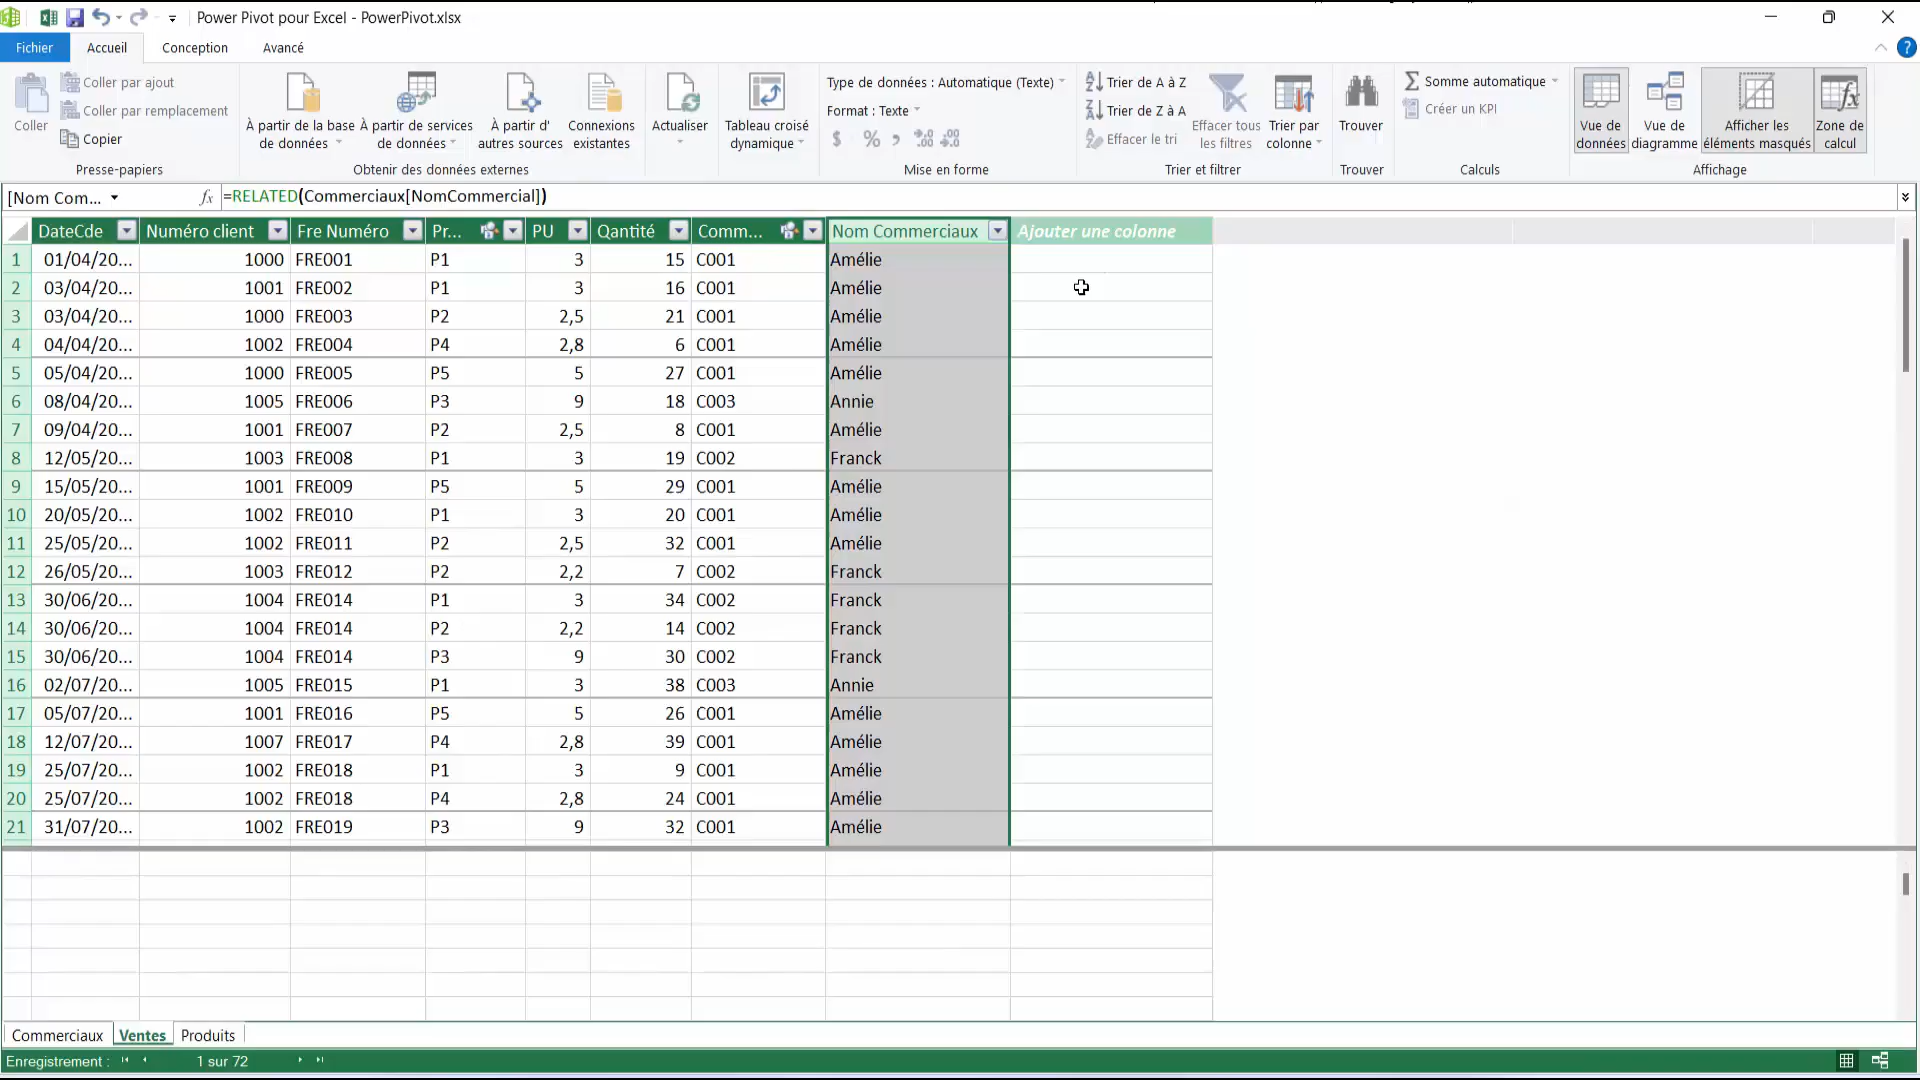 Power Pivot pour Excel - PowerPivot.xlsx
Fichier Accueil Conception Avancé
Coller
Coller par ajout
Coller par remplacement
Copier
Presse-papiers
À partir de la base de données
À partir de services de données
À partir d' autres sources
Connexions existantes
Obtenir des données externes
Actualiser
Tableau croisé dynamique
Type de données : Automatique (Texte)
Format : Texte
$ % , ,00 ,00
Mise en forme
Trier de A à Z
Trier de Z à A
Effacer le tri
Effacer tous les filtres
Trier par colonne
Trier et filtrer
Trouver
Trouver
Somme automatique
Créer un KPI
Calculs
Vue de données
Vue de diagramme
Afficher les éléments masqués
Zone de calcul
Affichage
[Nom Com... fx =RELATED(Commerciaux[NomCommercial])
DateCde Numéro client Fre Numéro Pr... PU Qantité Comm... Nom Commerciaux Ajouter une colonne
1 01/04/20... 1000 FRE001 P1 3 15 C001 Amélie
2 03/04/20... 1001 FRE002 P1 3 16 C001 Amélie
3 03/04/20... 1000 FRE003 P2 2,5 21 C001 Amélie
4 04/04/20... 1002 FRE004 P4 2,8 6 C001 Amélie
5 05/04/20... 1000 FRE005 P5 5 27 C001 Amélie
6 08/04/20... 1005 FRE006 P3 9 18 C003 Annie
7 09/04/20... 1001 FRE007 P2 2,5 8 C001 Amélie
8 12/05/20... 1003 FRE008 P1 3 19 C002 Franck
9 15/05/20... 1001 FRE009 P5 5 29 C001 Amélie
10 20/05/20... 1002 FRE010 P1 3 20 C001 Amélie
11 25/05/20... 1002 FRE011 P2 2,5 32 C001 Amélie
12 26/05/20... 1003 FRE012 P2 2,2 7 C002 Franck
13 30/06/20... 1004 FRE014 P1 3 34 C002 Franck
14 30/06/20... 1004 FRE014 P2 2,2 14 C002 Franck
15 30/06/20... 1004 FRE014 P3 9 30 C002 Franck
16 02/07/20... 1005 FRE015 P1 3 38 C003 Annie
17 05/07/20... 1001 FRE016 P5 5 26 C001 Amélie
18 12/07/20... 1007 FRE017 P4 2,8 39 C001 Amélie
19 25/07/20... 1002 FRE018 P1 3 9 C001 Amélie
20 25/07/20... 1002 FRE018 P4 2,8 24 C001 Amélie
21 31/07/20... 1002 FRE019 P3 9 32 C001 Amélie
Commerciaux Ventes Produits
Enregistrement : 1 sur 72